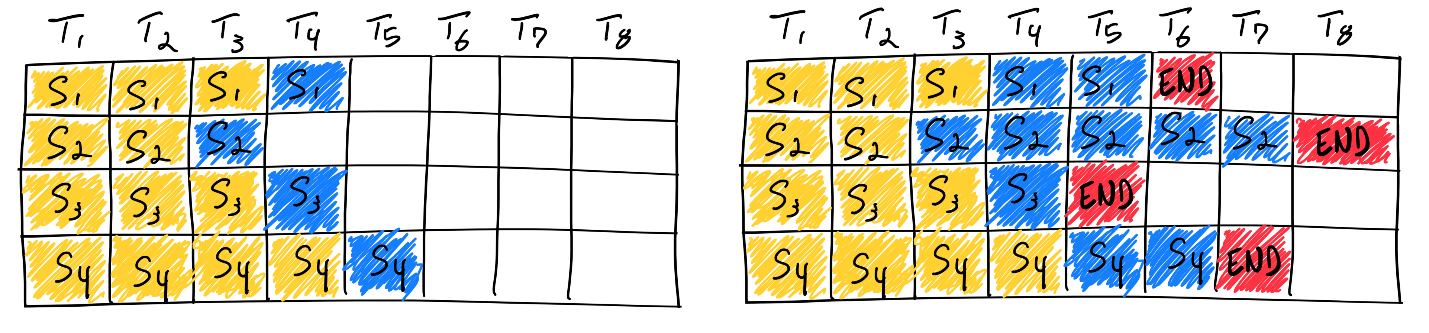 T1 T2 T3 T4 T5 T6 T7 T8
S1 S1 S1 S1
S2 S2 S2
S3 S3 S3 S3
S4 S4 S4 S4 S4
T1 T2 T3 T4 T5 T6 T7 T8
S1 S1 S1 S1 S1 END
S2 S2 S2 S2 S2 S2 S2 END
S3 S3 S3 S3 END
S4 S4 S4 S4 S4 S4 END